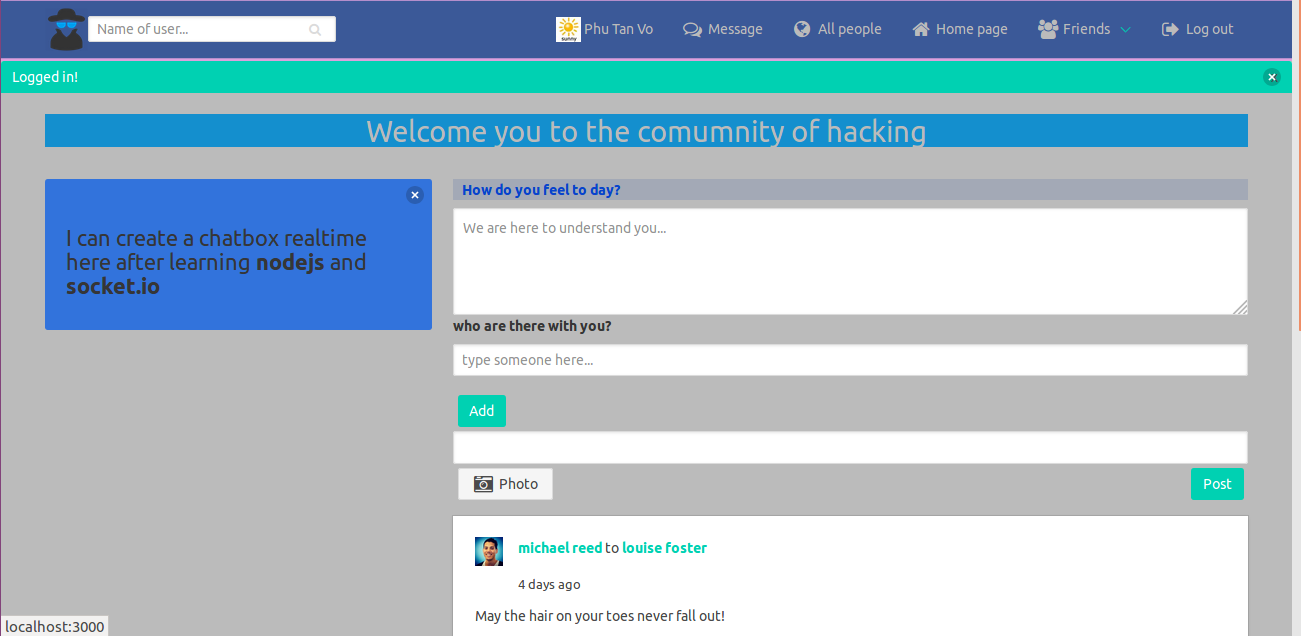 Name of user...
sunny
Phu Tan Vo
Message
All people
Home page
Friends
Log out
Logged in!
Welcome you to the comumnity of hacking
I can create a chatbox realtime
here after learning nodejs and
socket.io
How do you feel to day?
We are here to understand you...
who are there with you?
type someone here...
Add
Photo
Post
michael reed to louise foster
4 days ago
May the hair on your toes never fall out!
localhost:3000